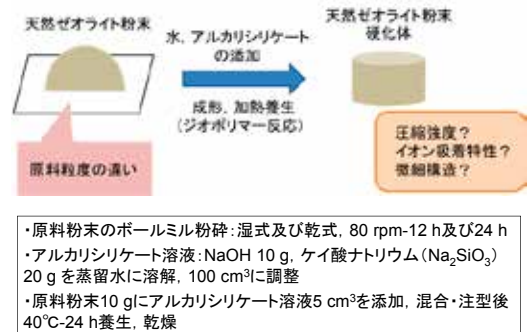 天然ゼオライト粉末
水、アルカリシリケート
の添加
天然ゼオライト粉末
硬化体
成形、加熱養生
(ジオポリマー反応)
原料粒度の違い
圧縮強度？
イオン吸着特性？
微細構造？
・原料粉末のボールミル粉砕：湿式及び乾式，80 rpm-12 h及び24 h
・アルカリシリケート溶液：NaOH 10 g，ケイ酸ナトリウム（Na₂SiO₃）
20 g を蒸留水に溶解，100 cm³に調整
・原料粉末10 gにアルカリシリケート溶液5 cm³を添加，混合・注型後
40℃-24 h養生，乾燥